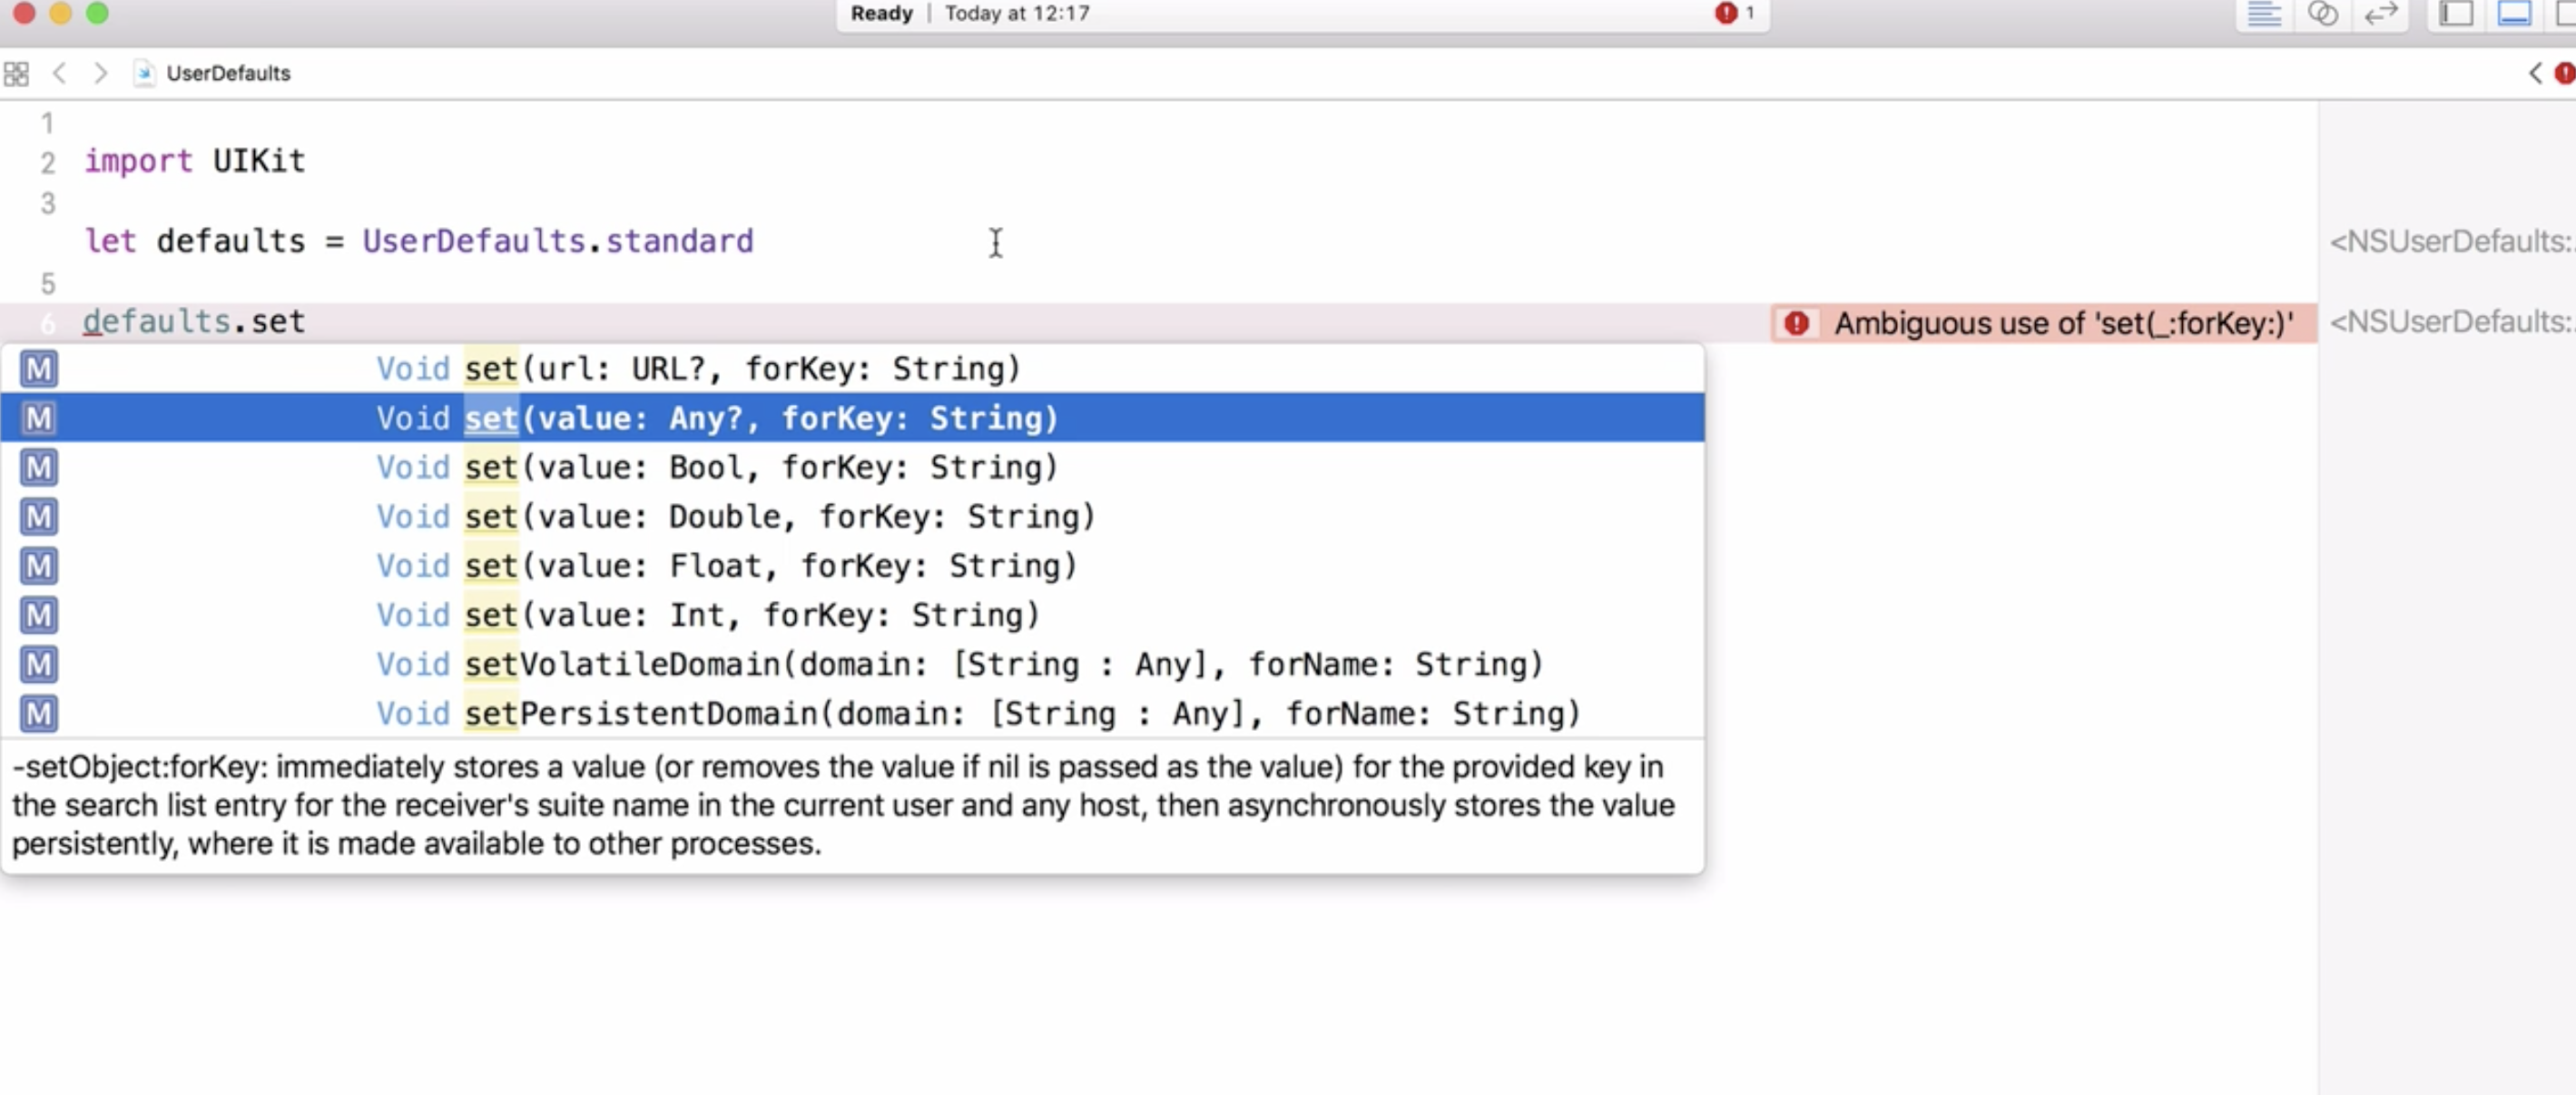 Ready | Today at 12:17 1
UserDefaults
1
2 import UIKit
3
let defaults = UserDefaults.standard <NSUserDefaults:
5
6 defaults.set Ambiguous use of 'set(_:forKey:)' <NSUserDefaults:
M Void set(url: URL?, forKey: String)
M Void set(value: Any?, forKey: String)
M Void set(value: Bool, forKey: String)
M Void set(value: Double, forKey: String)
M Void set(value: Float, forKey: String)
M Void set(value: Int, forKey: String)
M Void setVolatileDomain(domain: [String : Any], forName: String)
M Void setPersistentDomain(domain: [String : Any], forName: String)
-setObject:forKey: immediately stores a value (or removes the value if nil is passed as the value) for the provided key in
the search list entry for the receiver's suite name in the current user and any host, then asynchronously stores the value
persistently, where it is made available to other processes.